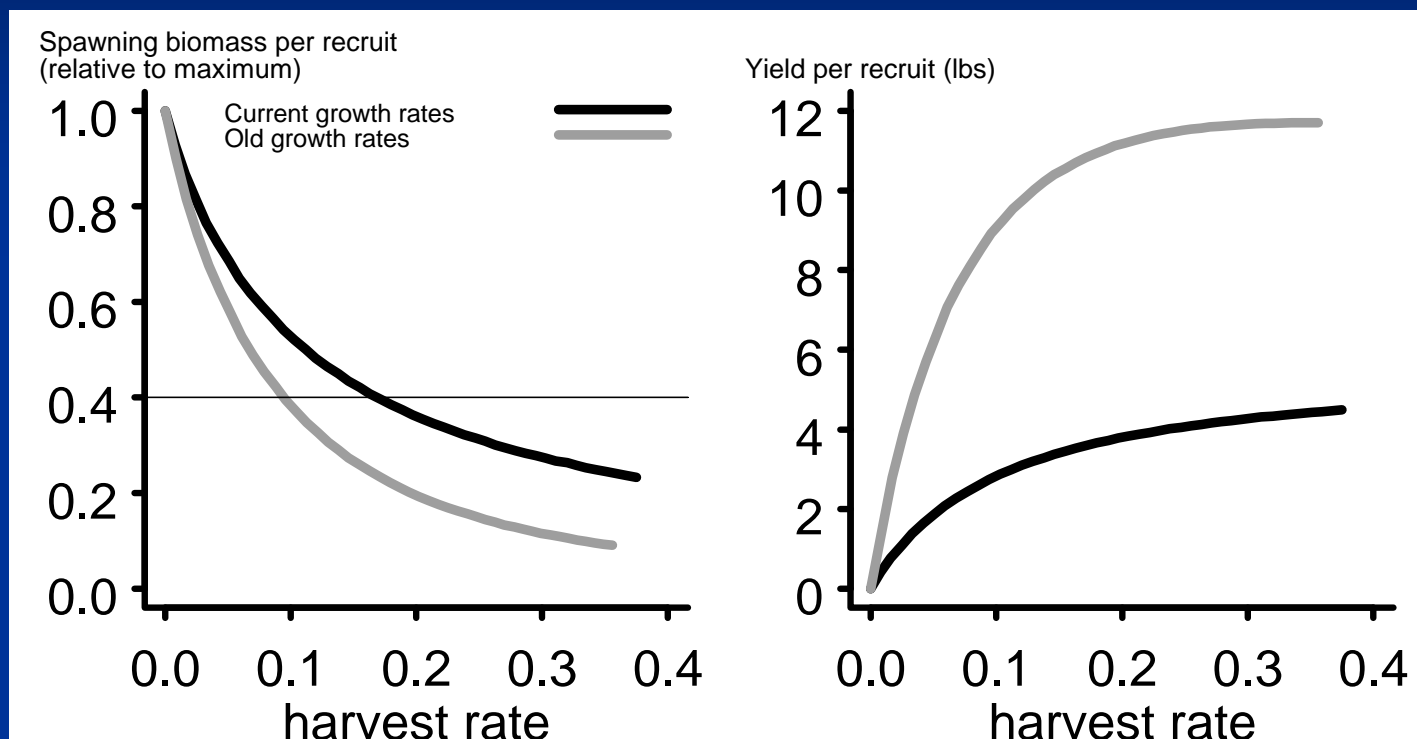 Spawning biomass per recruit
(relative to maximum)
Current growth rates
Old growth rates
1.0
0.8
0.6
0.4
0.2
0.0
0.0 0.1 0.2 0.3 0.4
harvest rate
Yield per recruit (lbs)
12
10
8
6
4
2
0
0.0 0.1 0.2 0.3 0.4
harvest rate